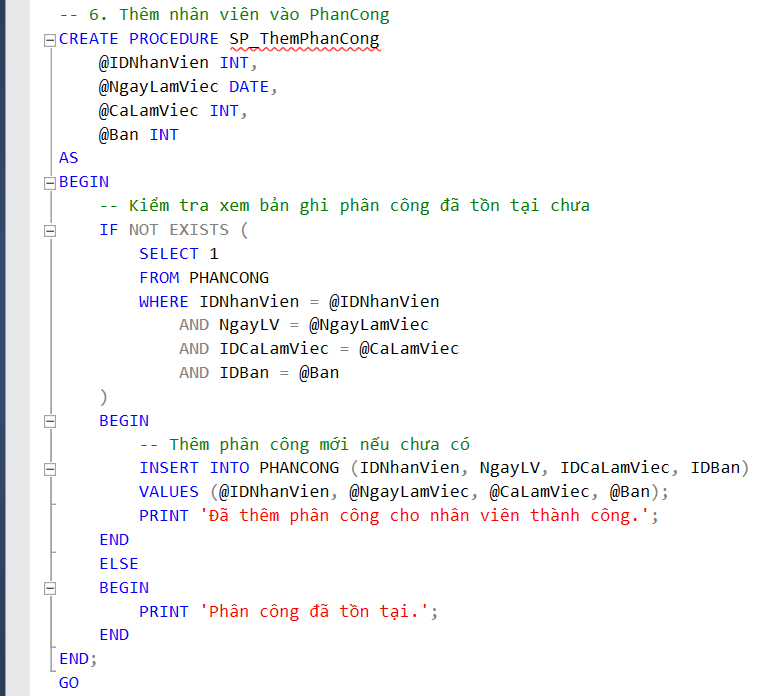 -- 6. Thêm nhân viên vào PhanCong
CREATE PROCEDURE SP_ThemPhanCong
    @IDNhanVien INT,
    @NgayLamViec DATE,
    @CaLamViec INT,
    @Ban INT
AS
BEGIN
    -- Kiểm tra xem bản ghi phân công đã tồn tại chưa
    IF NOT EXISTS (
        SELECT 1
        FROM PHANCONG
        WHERE IDNhanVien = @IDNhanVien
            AND NgayLV = @NgayLamViec
            AND IDCaLamViec = @CaLamViec
            AND IDBan = @Ban
    )
    BEGIN
        -- Thêm phân công mới nếu chưa có
        INSERT INTO PHANCONG (IDNhanVien, NgayLV, IDCaLamViec, IDBan)
        VALUES (@IDNhanVien, @NgayLamViec, @CaLamViec, @Ban);
        PRINT 'Đã thêm phân công cho nhân viên thành công.';
    END
    ELSE
    BEGIN
        PRINT 'Phân công đã tồn tại.';
    END
END;
GO